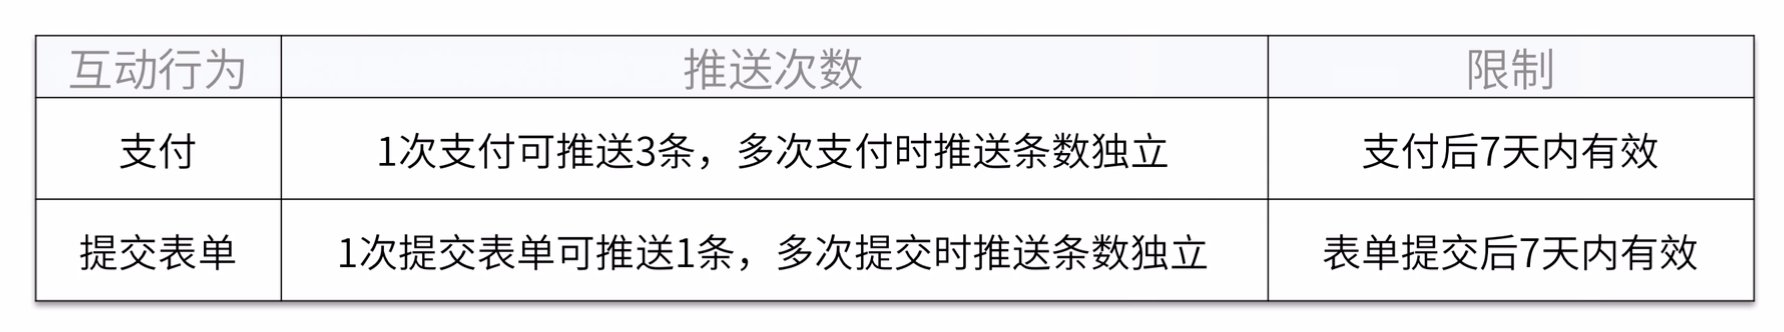 互动行为 推送次数 限制
支付 1次支付可推送3条，多次支付时推送条数独立 支付后7天内有效
提交表单 1次提交表单可推送1条，多次提交时推送条数独立 表单提交后7天内有效